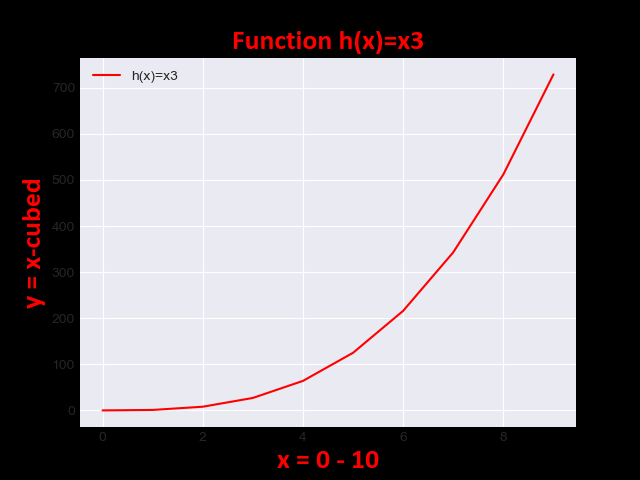 Function h(x)=x3
h(x)=x3
700
600
500
400
300
200
100
0
y = x-cubed
0 2 4 6 8
x = 0 - 10